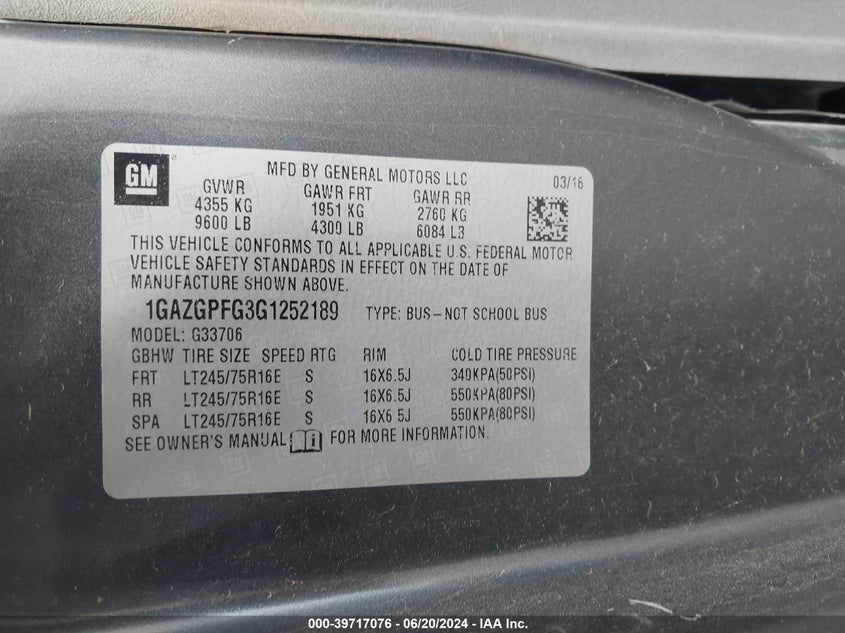 GM
MFD BY GENERAL MOTORS LLC 03/16
GVWR GAWR FRT GAWR RR
4355 KG 1951 KG 2760 KG
9600 LB 4300 LB 6084 LB
THIS VEHICLE CONFORMS TO ALL APPLICABLE U.S. FEDERAL MOTOR
VEHICLE SAFETY STANDARDS IN EFFECT ON THE DATE OF
MANUFACTURE SHOWN ABOVE.
1GAZGPFG3G1252189 TYPE: BUS-NOT SCHOOL BUS
MODEL: G33706
GBHW TIRE SIZE SPEED RTG RIM COLD TIRE PRESSURE
FRT LT245/75R16E S 16X6.5J 340KPA(50PSI)
RR LT245/75R16E S 16X6.5J 550KPA(80PSI)
SPA LT245/75R16E S 16X6.5J 550KPA(80PSI)
SEE OWNER'S MANUAL i FOR MORE INFORMATION.
000-39717076 - 06/20/2024 - IAA Inc.